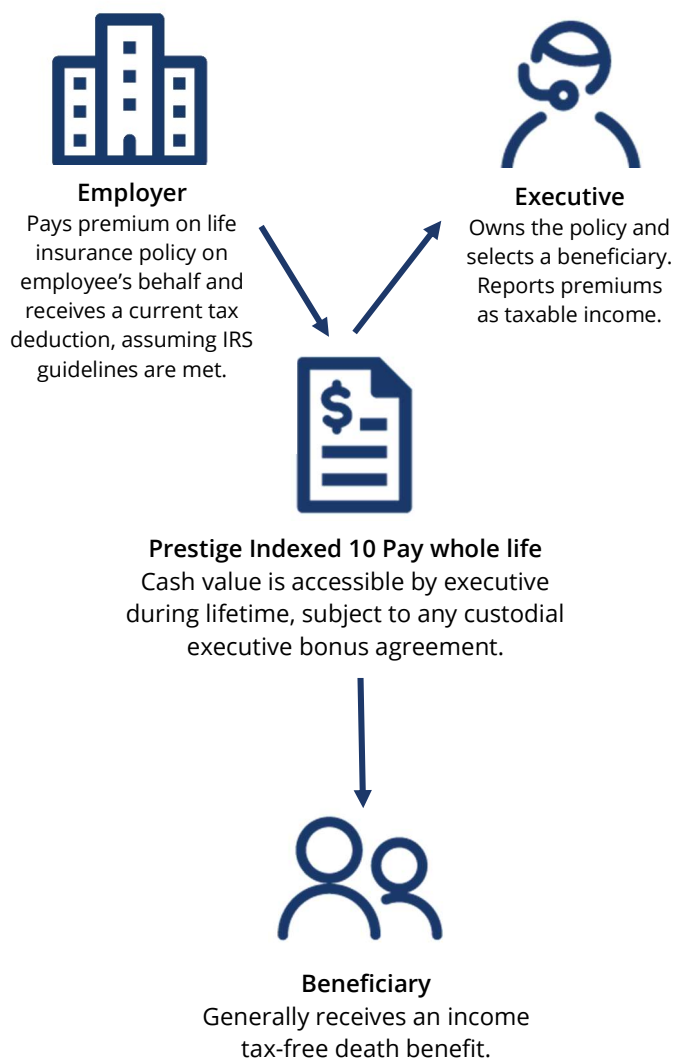 Employer
Pays premium on life
insurance policy on
employee’s behalf and
receives a current tax
deduction, assuming IRS
guidelines are met.
Executive
Owns the policy and
selects a beneficiary.
Reports premiums
as taxable income.
$
Prestige Indexed 10 Pay whole life
Cash value is accessible by executive
during lifetime, subject to any custodial
executive bonus agreement.
Beneficiary
Generally receives an income
tax-free death benefit.